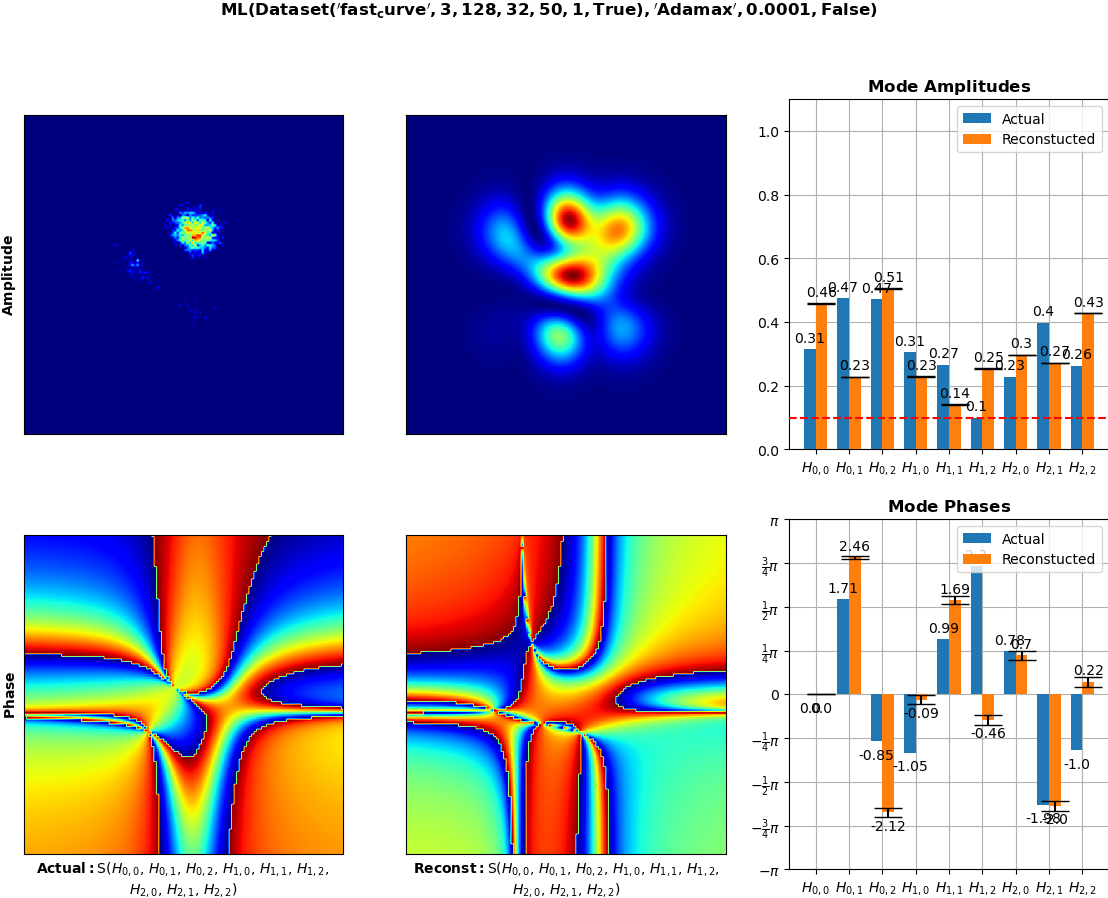 ML(Dataset('fast_curve', 3, 128, 32, 50, 1, True), 'Adamax', 0.0001, False)
Amplitude
Mode Amplitudes
Actual
Reconstucted
1.0
0.8
0.6
0.4
0.2
0.0
0.31
0.46
0.47
0.23
0.47
0.51
0.31
0.23
0.27
0.14
0.1
0.25
0.23
0.3
0.4
0.27
0.26
0.43
H0,0 H0,1 H0,2 H1,0 H1,1 H1,2 H2,0 H2,1 H2,2
Phase
Actual: S(H0,0, H0,1, H0,2, H1,0, H1,1, H1,2,
H2,0, H2,1, H2,2)
Reconst: S(H0,0, H0,1, H0,2, H1,0, H1,1, H1,2,
H2,0, H2,1, H2,2)
Mode Phases
Actual
Reconstucted
π
3/4π
1/2π
1/4π
0
−1/4π
−1/2π
−3/4π
−π
0.0
0.0
1.71
2.46
-0.85
-2.12
-1.05
-0.09
0.99
1.69
-0.46
0.78
0.7
-1.98
-2.0
-1.0
0.22
H0,0 H0,1 H0,2 H1,0 H1,1 H1,2 H2,0 H2,1 H2,2